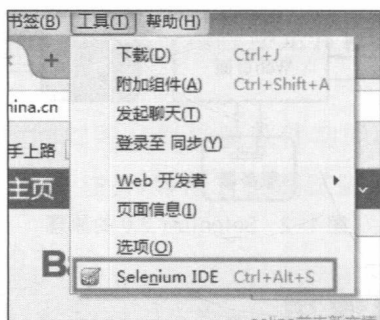 书签(B) 工具(T) 帮助(H)
+
下载(D) Ctrl+J
附加组件(A) Ctrl+Shift+A
hina.cn
发起聊天(T)
手上路
登录至 同步(Y)
主页
Web 开发者
页面信息(I)
选项(O)
B
Selenium IDE Ctrl+Alt+S